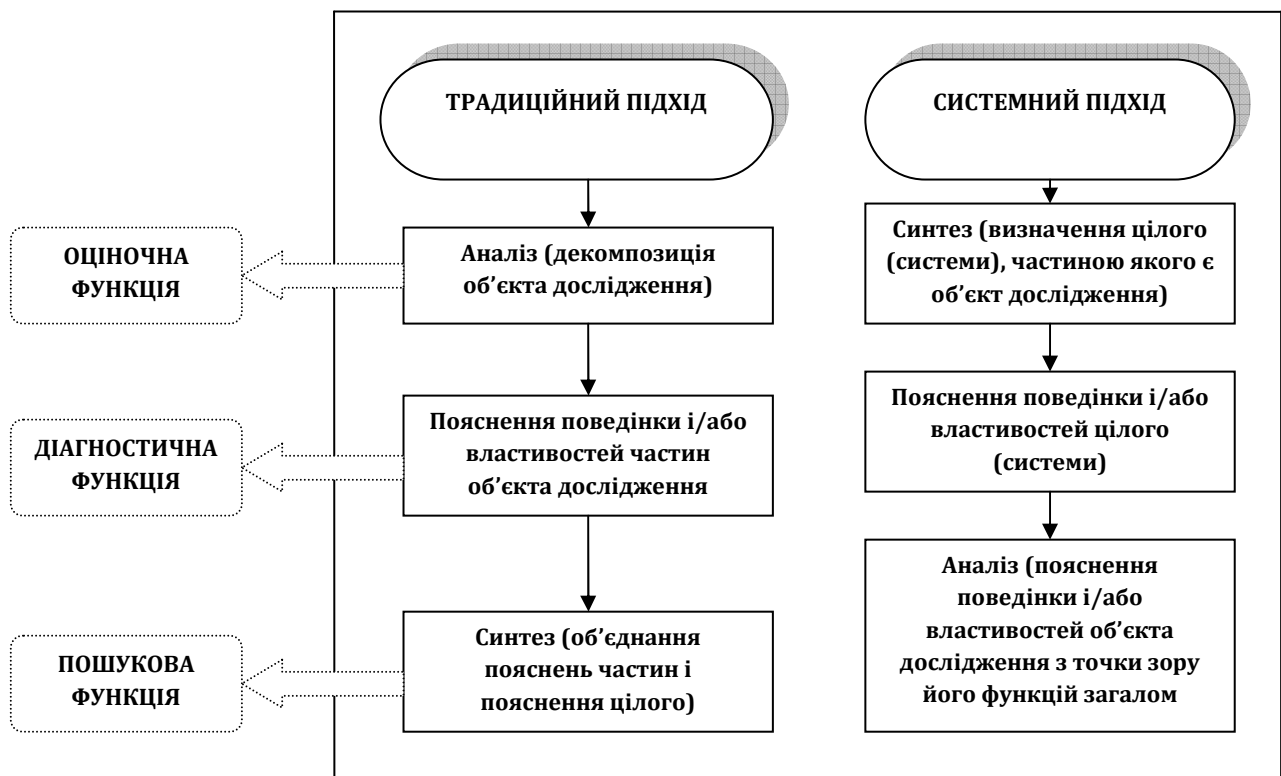 ТРАДИЦІЙНИЙ ПІДХІД
СИСТЕМНИЙ ПІДХІД
ОЦІНОЧНА
ФУНКЦІЯ
Аналіз (декомпозиція
об’єкта дослідження)
Синтез (визначення цілого
(системи), частиною якого є
об’єкт дослідження)
ДІАГНОСТИЧНА
ФУНКЦІЯ
Пояснення поведінки і/або
властивостей частин
об’єкта дослідження
Пояснення поведінки і/або
властивостей цілого
(системи)
ПОШУКОВА
ФУНКЦІЯ
Синтез (об’єднання
пояснень частин і
пояснення цілого)
Аналіз (пояснення
поведінки і/або
властивостей об’єкта
дослідження з точки зору
його функцій загалом